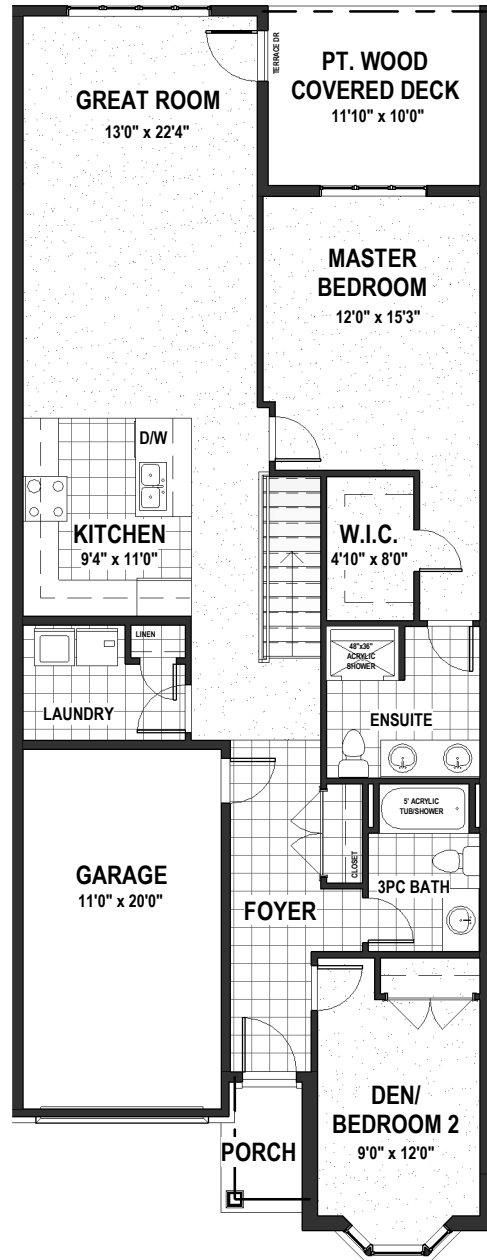 TERRACE DR
PT. WOOD
COVERED DECK
11'10" x 10'0"
GREAT ROOM
13'0" x 22'4"
MASTER
BEDROOM
12'0" x 15'3"
D/W
KITCHEN
9'4" x 11'0"
W.I.C.
4'10" x 8'0"
LINEN
48"x36"
ACRYLIC
SHOWER
LAUNDRY
ENSUITE
5' ACRYLIC
TUB/SHOWER
CLOSET
GARAGE
11'0" x 20'0"
3PC BATH
FOYER
DEN/
BEDROOM 2
9'0" x 12'0"
PORCH